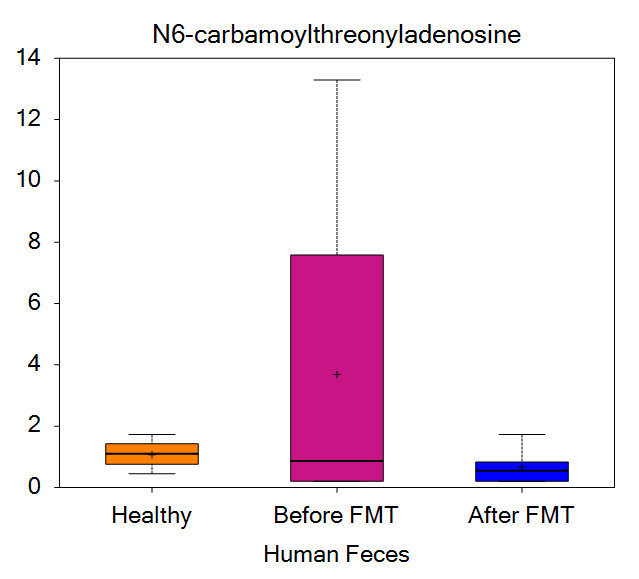 N6-carbamoylthreonyladenosine
14
12
10
8
6
4
2
0
Healthy Before FMT After FMT
Human Feces